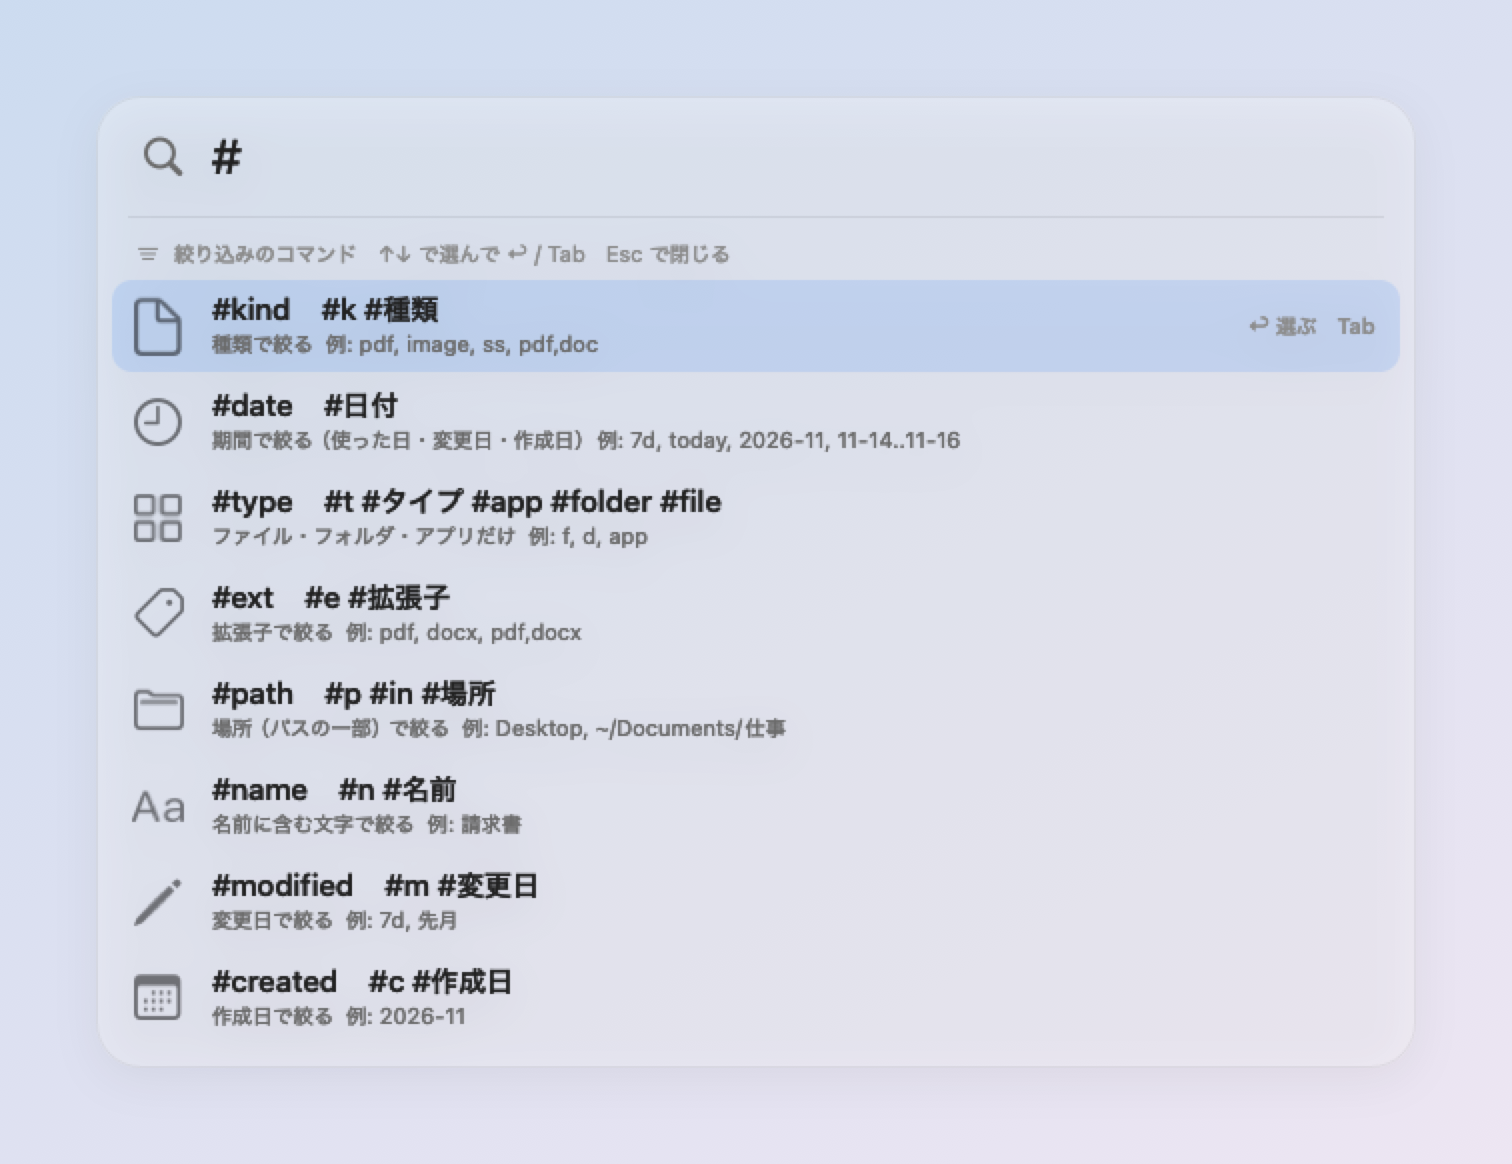 #
絞り込みのコマンド ↑↓ で選んで ↩ / Tab Esc で閉じる
#kind #k #種類
種類で絞る 例: pdf, image, ss, pdf,doc
↩ 選ぶ Tab
#date #日付
期間で絞る（使った日・変更日・作成日）例: 7d, today, 2026-11, 11-14..11-16
#type #t #タイプ #app #folder #file
ファイル・フォルダ・アプリだけ 例: f, d, app
#ext #e #拡張子
拡張子で絞る 例: pdf, docx, pdf,docx
#path #p #in #場所
場所（パスの一部）で絞る 例: Desktop, ~/Documents/仕事
Aa
#name #n #名前
名前に含む文字で絞る 例: 請求書
#modified #m #変更日
変更日で絞る 例: 7d, 先月
#created #c #作成日
作成日で絞る 例: 2026-11